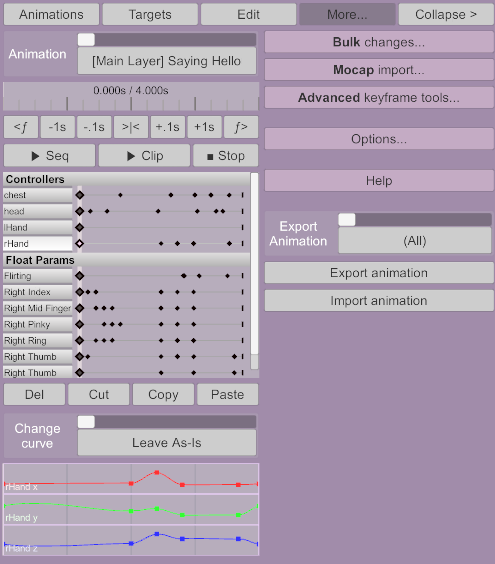 Animations
Targets
Edit
More...
Collapse >
Animation
[Main Layer] Saying Hello
0.000s / 4.000s
<ƒ
-1s
-.1s
>|<
+.1s
+1s
ƒ>
▶ Seq
▶ Clip
■ Stop
Controllers
chest
head
lHand
rHand
Float Params
Flirting
Right Index
Right Mid Finger
Right Pinky
Right Ring
Right Thumb
Right Thumb
Del
Cut
Copy
Paste
Change
curve
Leave As-Is
rHand x
rHand y
rHand z
Bulk changes...
Mocap import...
Advanced keyframe tools...
Options...
Help
Export
Animation
(All)
Export animation
Import animation